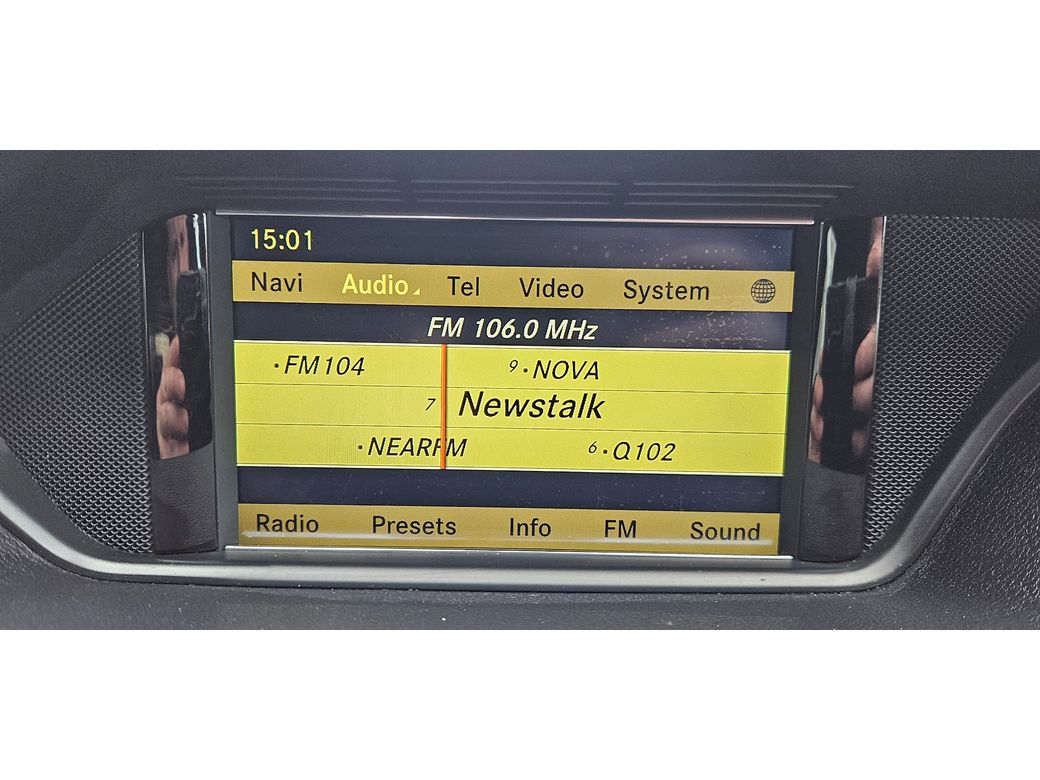 15:01
Navi Audio Tel Video System
FM 106.0 MHz
·FM104 9·NOVA
7 Newstalk
·NEARFM 6·Q102
Radio Presets Info FM Sound